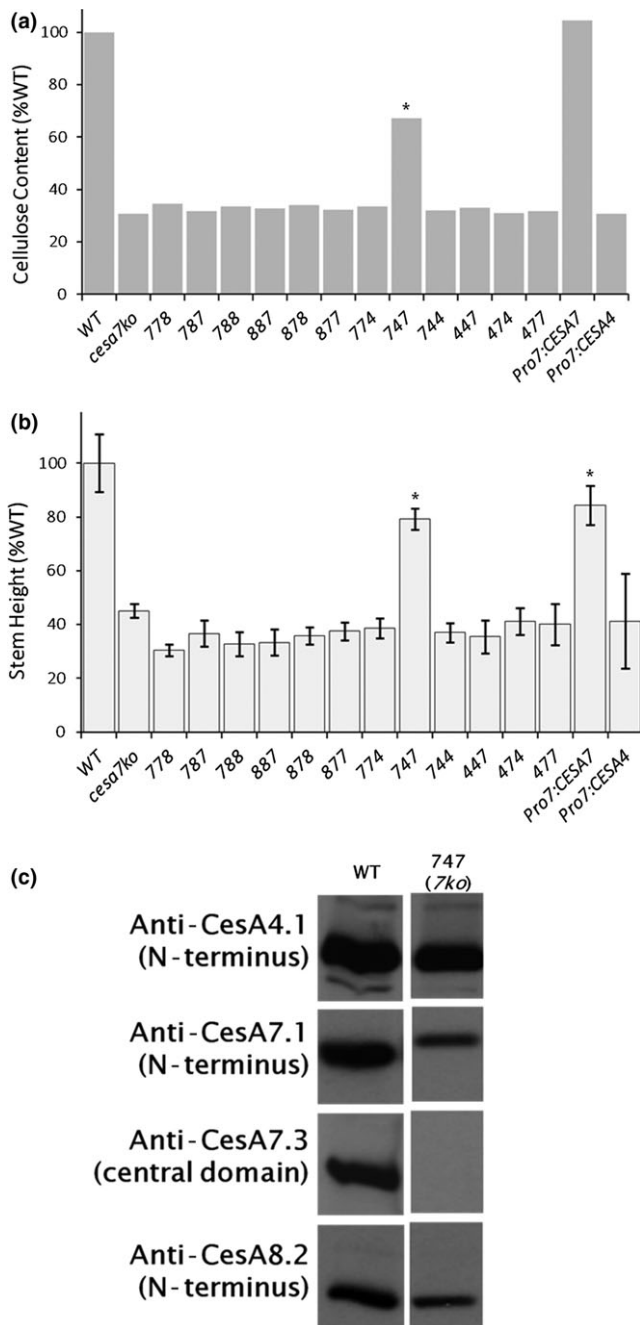 (a)
Cellulose Content (%WT)
100
80
60
40
20
0
*
WT
cesa7ko
778
787
788
887
878
877
774
747
744
447
474
477
Pro7:CESA7
Pro7:CESA4
(b)
Stem Height (%WT)
100
80
60
40
20
0
*
*
WT
cesa7ko
778
787
788
887
878
877
774
747
744
447
474
477
Pro7:CESA7
Pro7:CESA4
(c)
WT
747
(7ko)
Anti-CesA4.1
(N-terminus)
Anti-CesA7.1
(N-terminus)
Anti-CesA7.3
(central domain)
Anti-CesA8.2
(N-terminus)